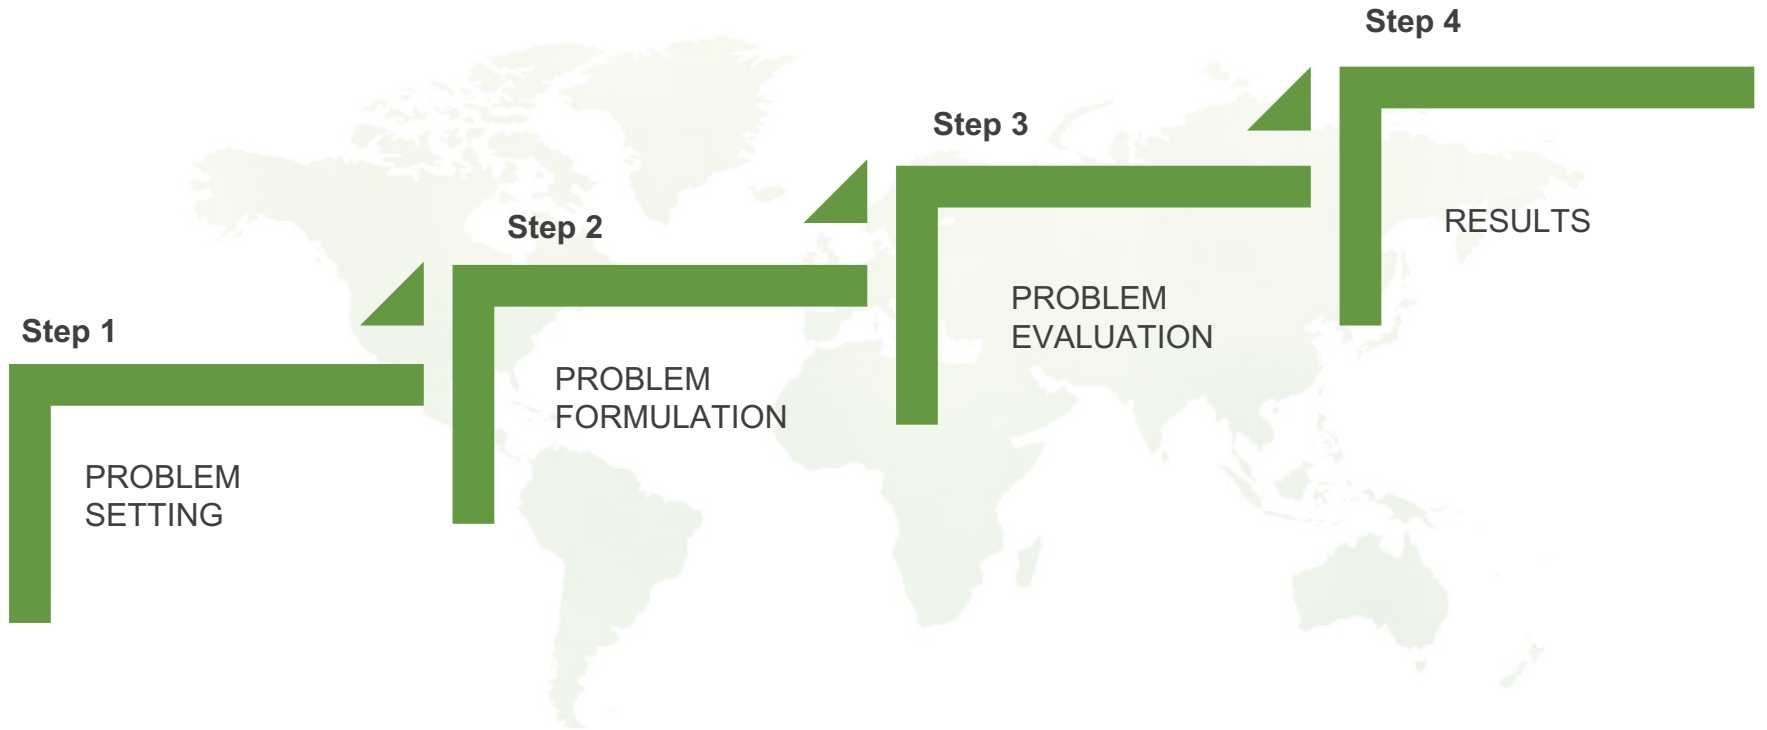 Step 1
PROBLEM
SETTING
Step 2
PROBLEM
FORMULATION
Step 3
PROBLEM
EVALUATION
Step 4
RESULTS